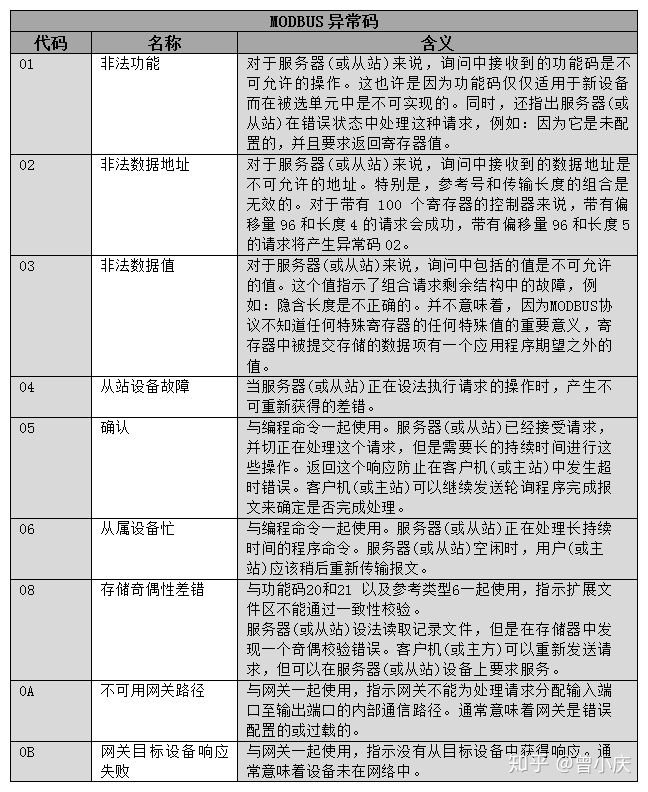 MODBUS 异常码
代码 名称 含义
01 非法功能 对于服务器(或从站)来说，询问中接收到的功能码是不
可允许的操作。这也许是因为功能码仅仅适用于新设备
而在被选单元中是不可实现的。同时，还指出服务器(或
从站)在错误状态中处理这种请求，例如：因为它是未配
置的，并且要求返回寄存器值。
02 非法数据地址 对于服务器(或从站)来说，询问中接收到的数据地址是
不可允许的地址。特别是，参考号和传输长度的组合是
无效的。对于带有 100 个寄存器的控制器来说，带有偏
移量 96 和长度 4 的请求会成功，带有偏移量 96 和长度 5
的请求将产生异常码 02。
03 非法数据值 对于服务器(或从站)来说，询问中包括的值是不可允许
的值。这个值指示了组合请求剩余结构中的故障，例
如：隐含长度是不正确的。并不意味着，因为MODBUS协
议不知道任何特殊寄存器的任何特殊值的重要意义，寄
存器中被提交存储的数据项有一个应用程序期望之外的
值。
04 从站设备故障 当服务器(或从站)正在设法执行请求的操作时，产生不
可重新获得的差错。
05 确认 与编程命令一起使用。服务器(或从站)已经接受请求，
并切正在处理这个请求，但是需要长的持续时间进行这
些操作。返回这个响应防止在客户机(或主站)中发生超
时错误。客户机(或主站)可以继续发送轮询程序完成报
文来确定是否完成处理。
06 从属设备忙 与编程命令一起使用。服务器(或从站)正在处理长持续
时间的程序命令。服务器(或从站)空闲时，用户(或主
站)应该稍后重新传输报文。
08 存储奇偶性差错 与功能码20和21 以及参考类型6一起使用，指示扩展文
件区不能通过一致性校验。
服务器(或从站)设法读取记录文件，但是在存储器中发
现一个奇偶校验错误。客户机(或主方)可以重新发送请
求，但可以在服务器(或从站)设备上要求服务。
0A 不可用网关路径 与网关一起使用，指示网关不能为处理请求分配输入端
口至输出端口的内部通信路径。通常意味着网关是错误
配置的或过载的。
0B 网关目标设备响应 与网关一起使用，指示没有从目标设备中获得响应。通
失败 常意味着设备未在网络中。
知乎 @曾小庆